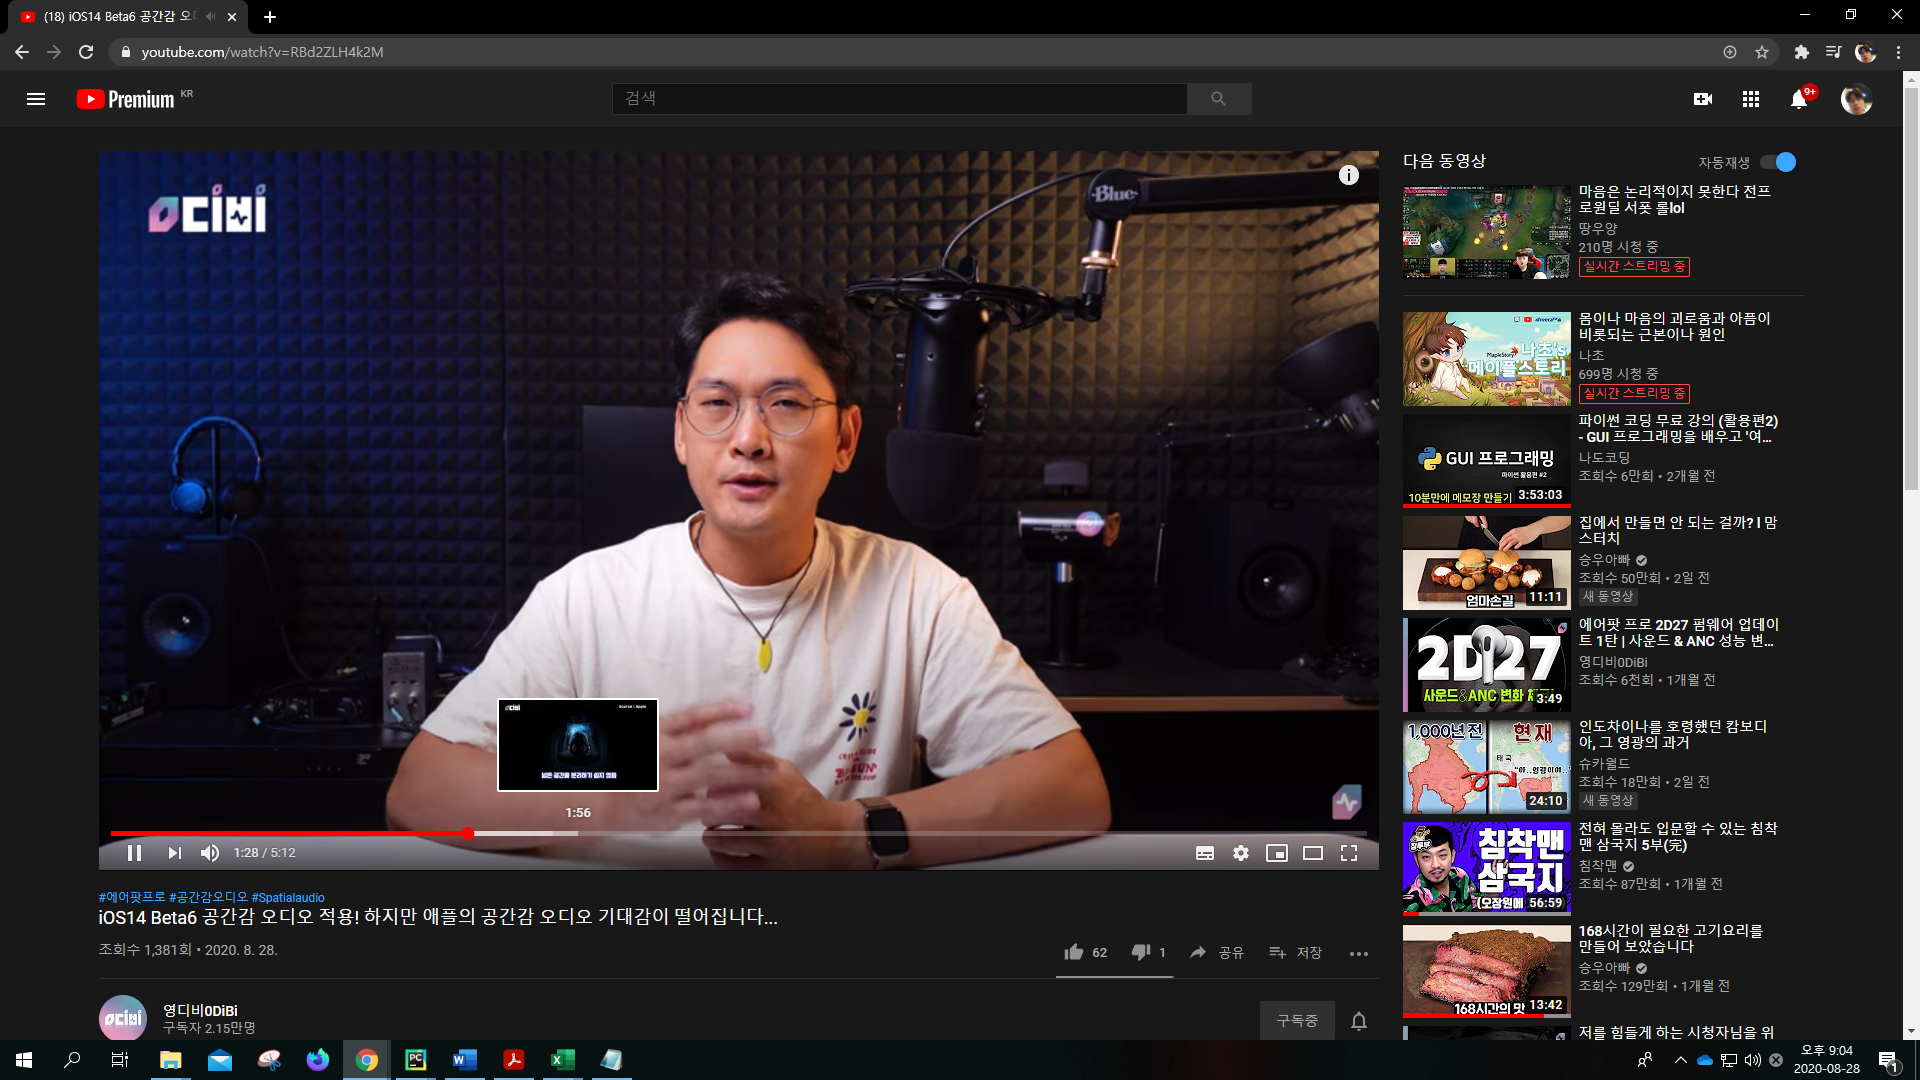 (18) iOS14 Beta6 공간감 오디
youtube.com/watch?v=RBd2ZLH4k2M
Premium KR
검색
9+
영디비
Blue
1:56
1:28 / 5:12
#에어팟프로 #공간감오디오 #Spatialaudio
iOS14 Beta6 공간감 오디오 적용! 하지만 애플의 공간감 오디오 기대감이 떨어집니다...
조회수 1,381회 • 2020. 8. 28.
62
1
공유
저장
영디비0DiBi
구독자 2.15만명
구독중
다음 동영상
자동재생
마음은 논리적이지 못한다 전프
로원딜 서폿 롤lol
땅우양
210명 시청 중
실시간 스트리밍 중
MapleStory
나초's
메이플스토리
몸이나 마음의 괴로움과 아픔이
비롯되는 근본이나 원인
나초
699명 시청 중
실시간 스트리밍 중
GUI 프로그래밍
파이썬 활용편 #2
10분만에 메모장 만들기
3:53:03
파이썬 코딩 무료 강의 (활용편2)
- GUI 프로그래밍을 배우고 '여...
나도코딩
조회수 6만회 • 2개월 전
엄마손길
11:11
집에서 만들면 안 되는 걸까? l 맘
스터치
승우아빠
조회수 50만회 • 2일 전
새 동영상
2D27
사운드&ANC 변화
3:49
에어팟 프로 2D27 펌웨어 업데이
트 1탄 | 사운드 & ANC 성능 변...
영디비0DiBi
조회수 6천회 • 1개월 전
1,000년 전
현재
태국
24:10
인도차이나를 호령했던 캄보디
아, 그 영광의 과거
슈카월드
조회수 18만회 • 2일 전
새 동영상
침착맨
삼국지
(오장원에
56:59
전혀 몰라도 입문할 수 있는 침착
맨 삼국지 5부(完)
침착맨
조회수 87만회 • 1개월 전
168시간의 맛
13:42
168시간이 필요한 고기요리를
만들어 보았습니다
승우아빠
조회수 129만회 • 1개월 전
저를 힘들게 하는 시청자님을 위
오후 9:04
2020-08-28
1